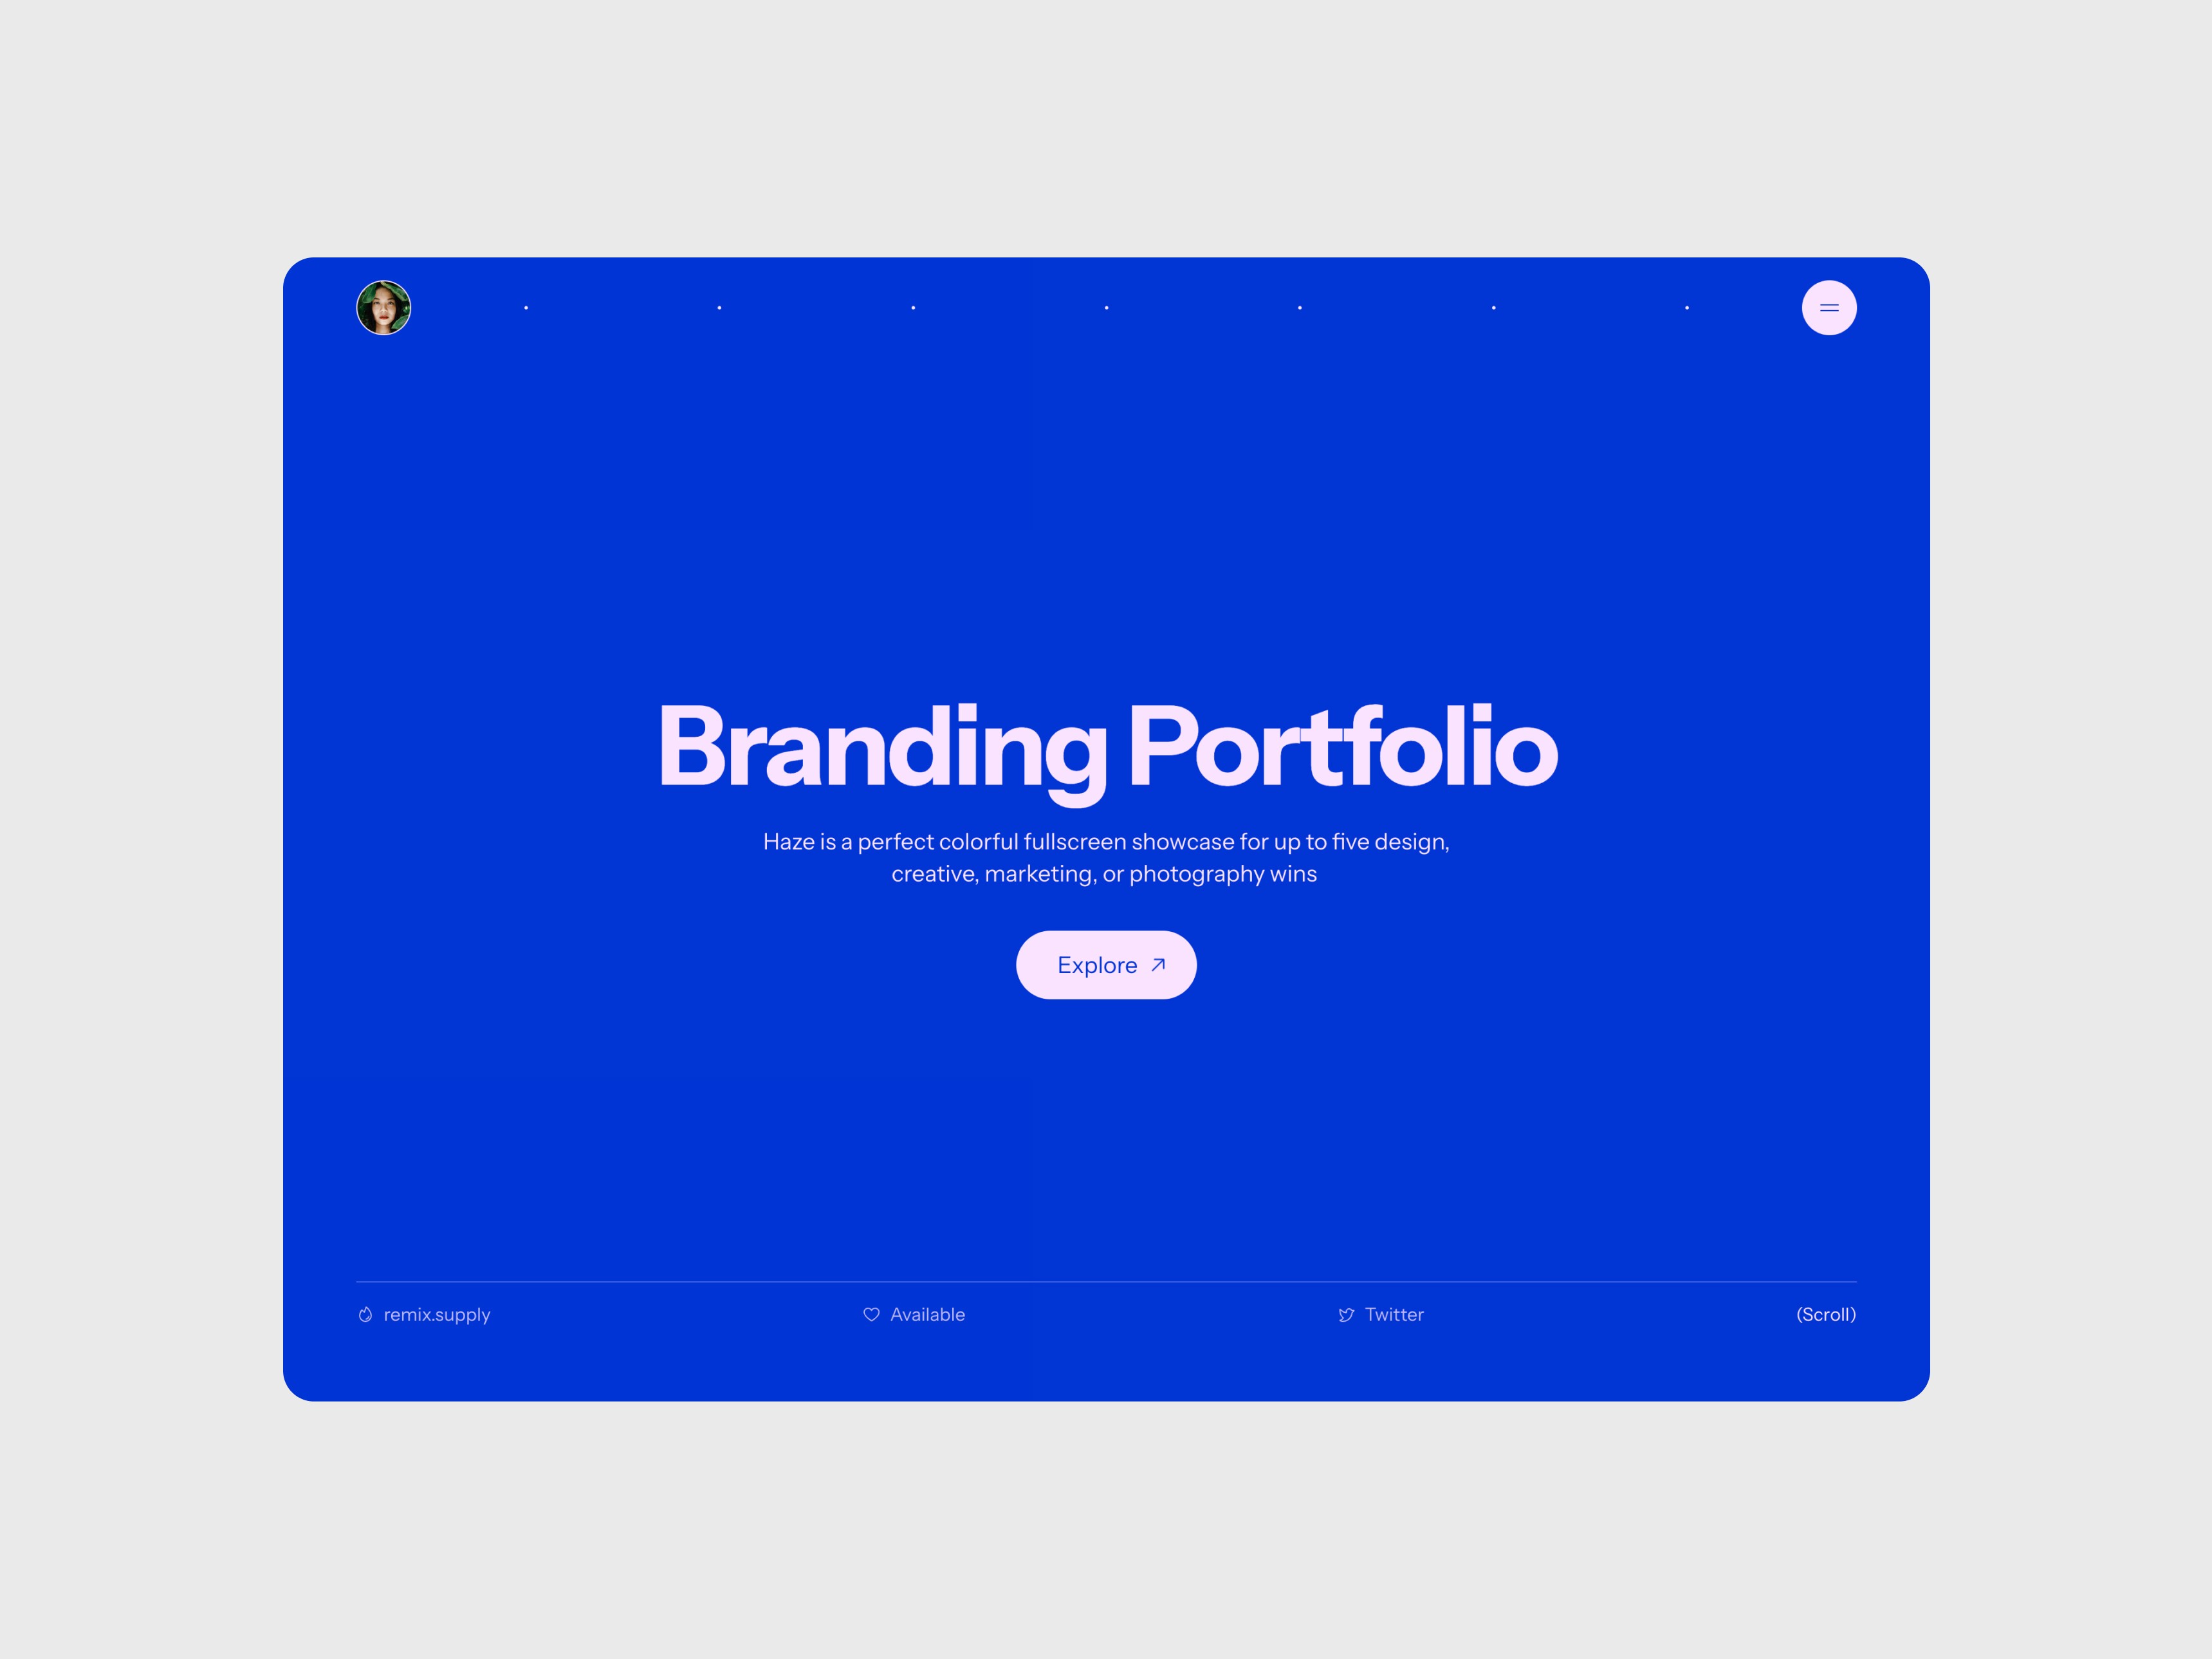 Branding Portfolio
Haze is a perfect colorful fullscreen showcase for up to five design,
creative, marketing, or photography wins
Explore
remix.supply
Available
Twitter
(Scroll)